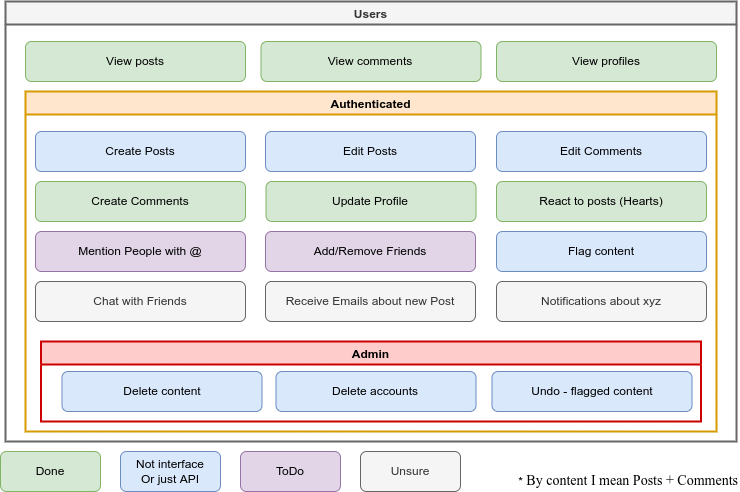 Users
View posts
View comments
View profiles
Authenticated
Create Posts
Edit Posts
Edit Comments
Create Comments
Update Profile
React to posts (Hearts)
Mention People with @
Add/Remove Friends
Flag content
Chat with Friends
Receive Emails about new Post
Notifications about xyz
Admin
Delete content
Delete accounts
Undo - flagged content
Done
Not interface
Or just API
ToDo
Unsure
* By content I mean Posts + Comments